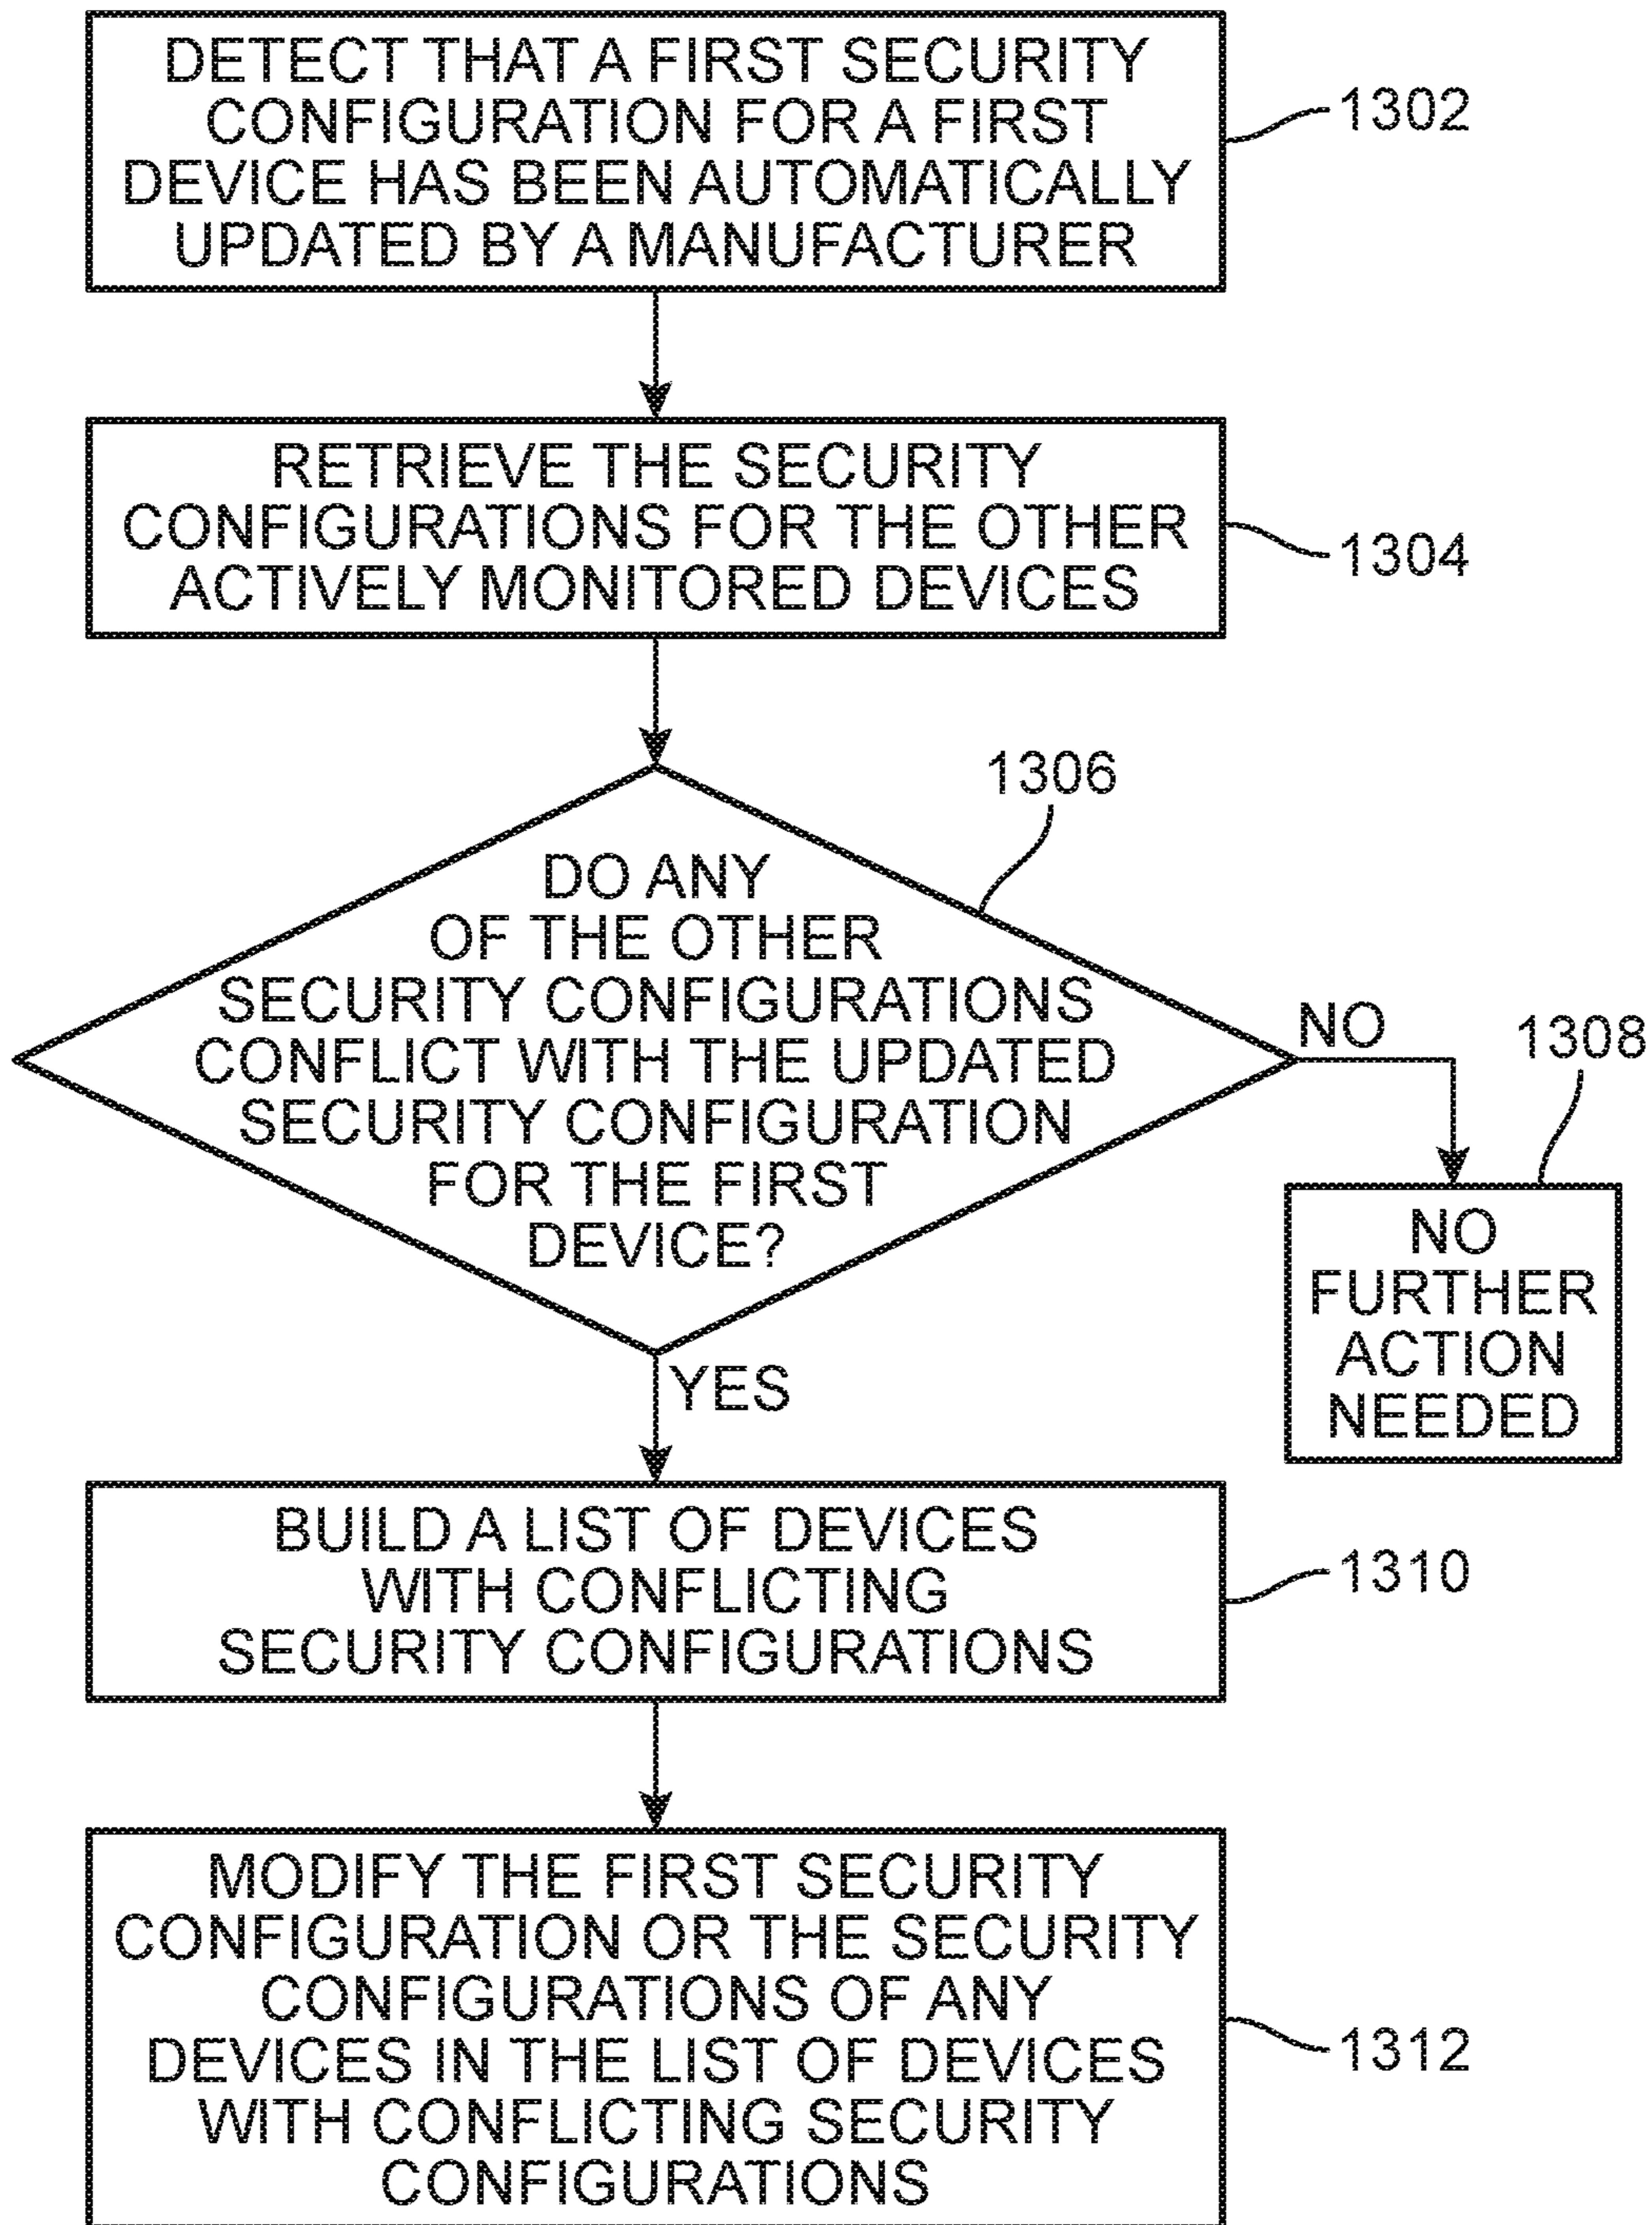 DETECT THAT A FIRST SECURITY
CONFIGURATION FOR A FIRST
DEVICE HAS BEEN AUTOMATICALLY
UPDATED BY A MANUFACTURER
1302
RETRIEVE THE SECURITY
CONFIGURATIONS FOR THE OTHER
ACTIVELY MONITORED DEVICES
1304
1306
DO ANY
OF THE OTHER
SECURITY CONFIGURATIONS
CONFLICT WITH THE UPDATED
SECURITY CONFIGURATION
FOR THE FIRST
DEVICE?
NO
1308
NO
FURTHER
ACTION
NEEDED
YES
BUILD A LIST OF DEVICES
WITH CONFLICTING
SECURITY CONFIGURATIONS
1310
MODIFY THE FIRST SECURITY
CONFIGURATION OR THE SECURITY
CONFIGURATIONS OF ANY
DEVICES IN THE LIST OF DEVICES
WITH CONFLICTING SECURITY
CONFIGURATIONS
1312